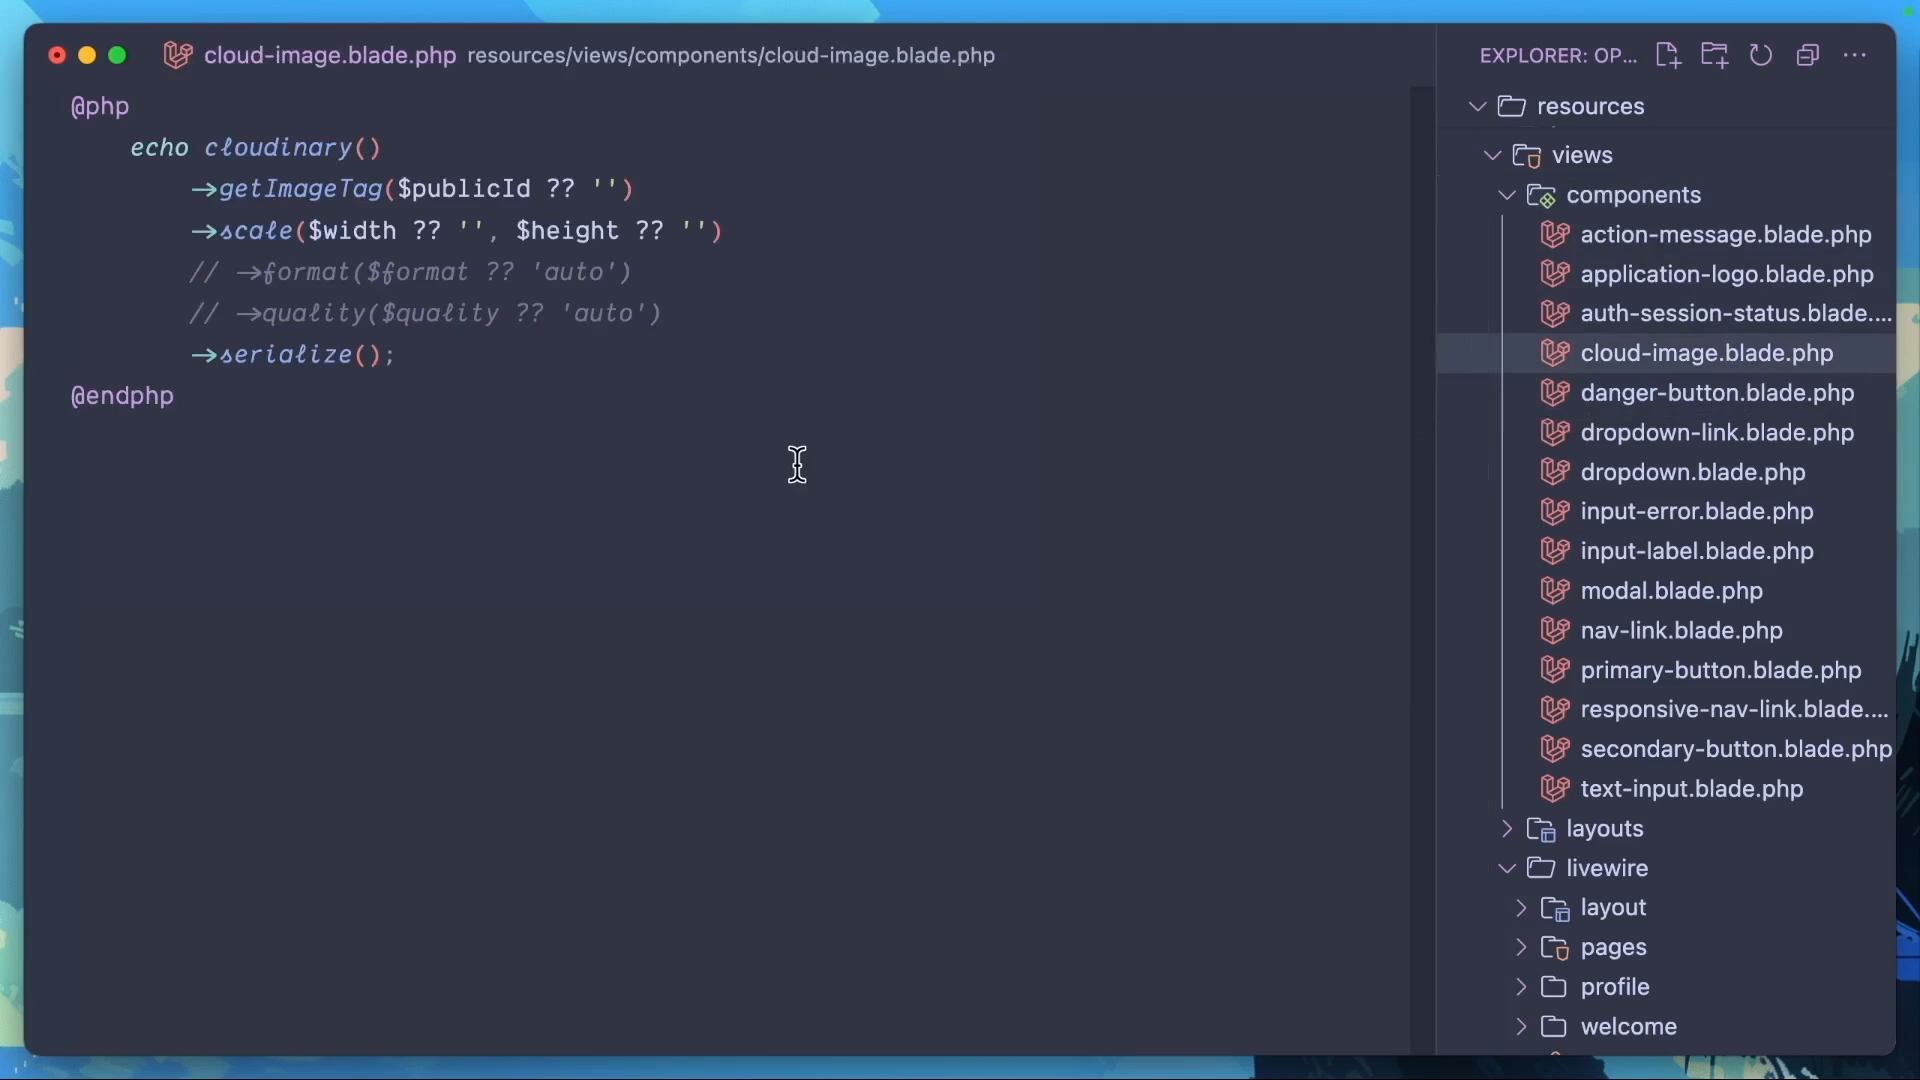 cloud-image.blade.php resources/views/components/cloud-image.blade.php
@php
echo cloudinary()
->getImageTag($publicId ?? '')
->scale($width ?? '', $height ?? '')
// ->format($format ?? 'auto')
// ->quality($quality ?? 'auto')
->serialize();
@endphp
EXPLORER: OP...
resources
views
components
action-message.blade.php
application-logo.blade.php
auth-session-status.blade....
cloud-image.blade.php
danger-button.blade.php
dropdown-link.blade.php
dropdown.blade.php
input-error.blade.php
input-label.blade.php
modal.blade.php
nav-link.blade.php
primary-button.blade.php
responsive-nav-link.blade....
secondary-button.blade.php
text-input.blade.php
layouts
livewire
layout
pages
profile
welcome